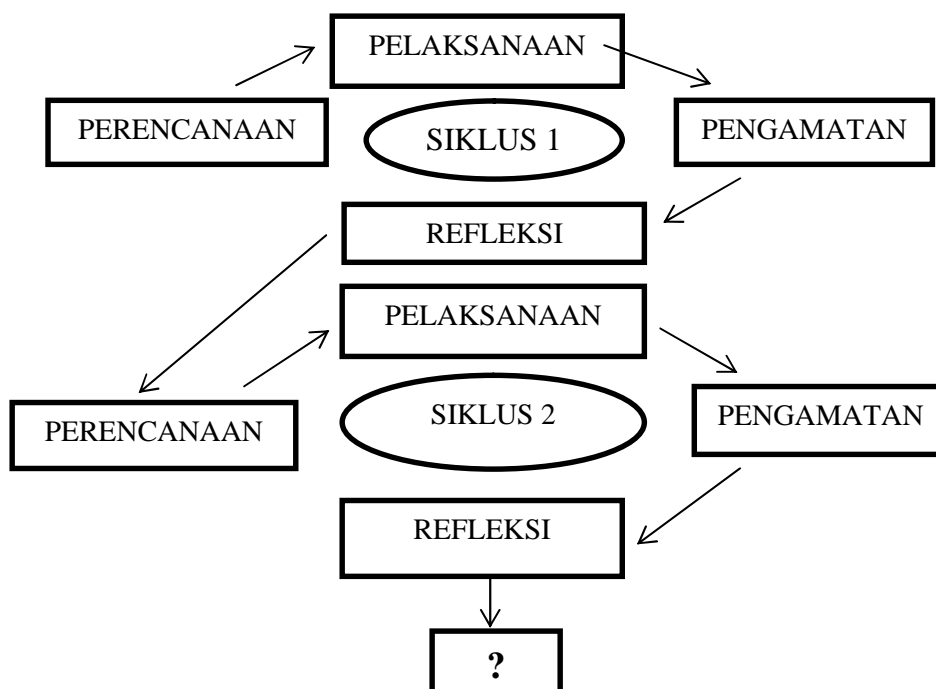 PELAKSANAAN
PERENCANAAN
SIKLUS 1
PENGAMATAN
REFLEKSI
PELAKSANAAN
PERENCANAAN
SIKLUS 2
PENGAMATAN
REFLEKSI
?